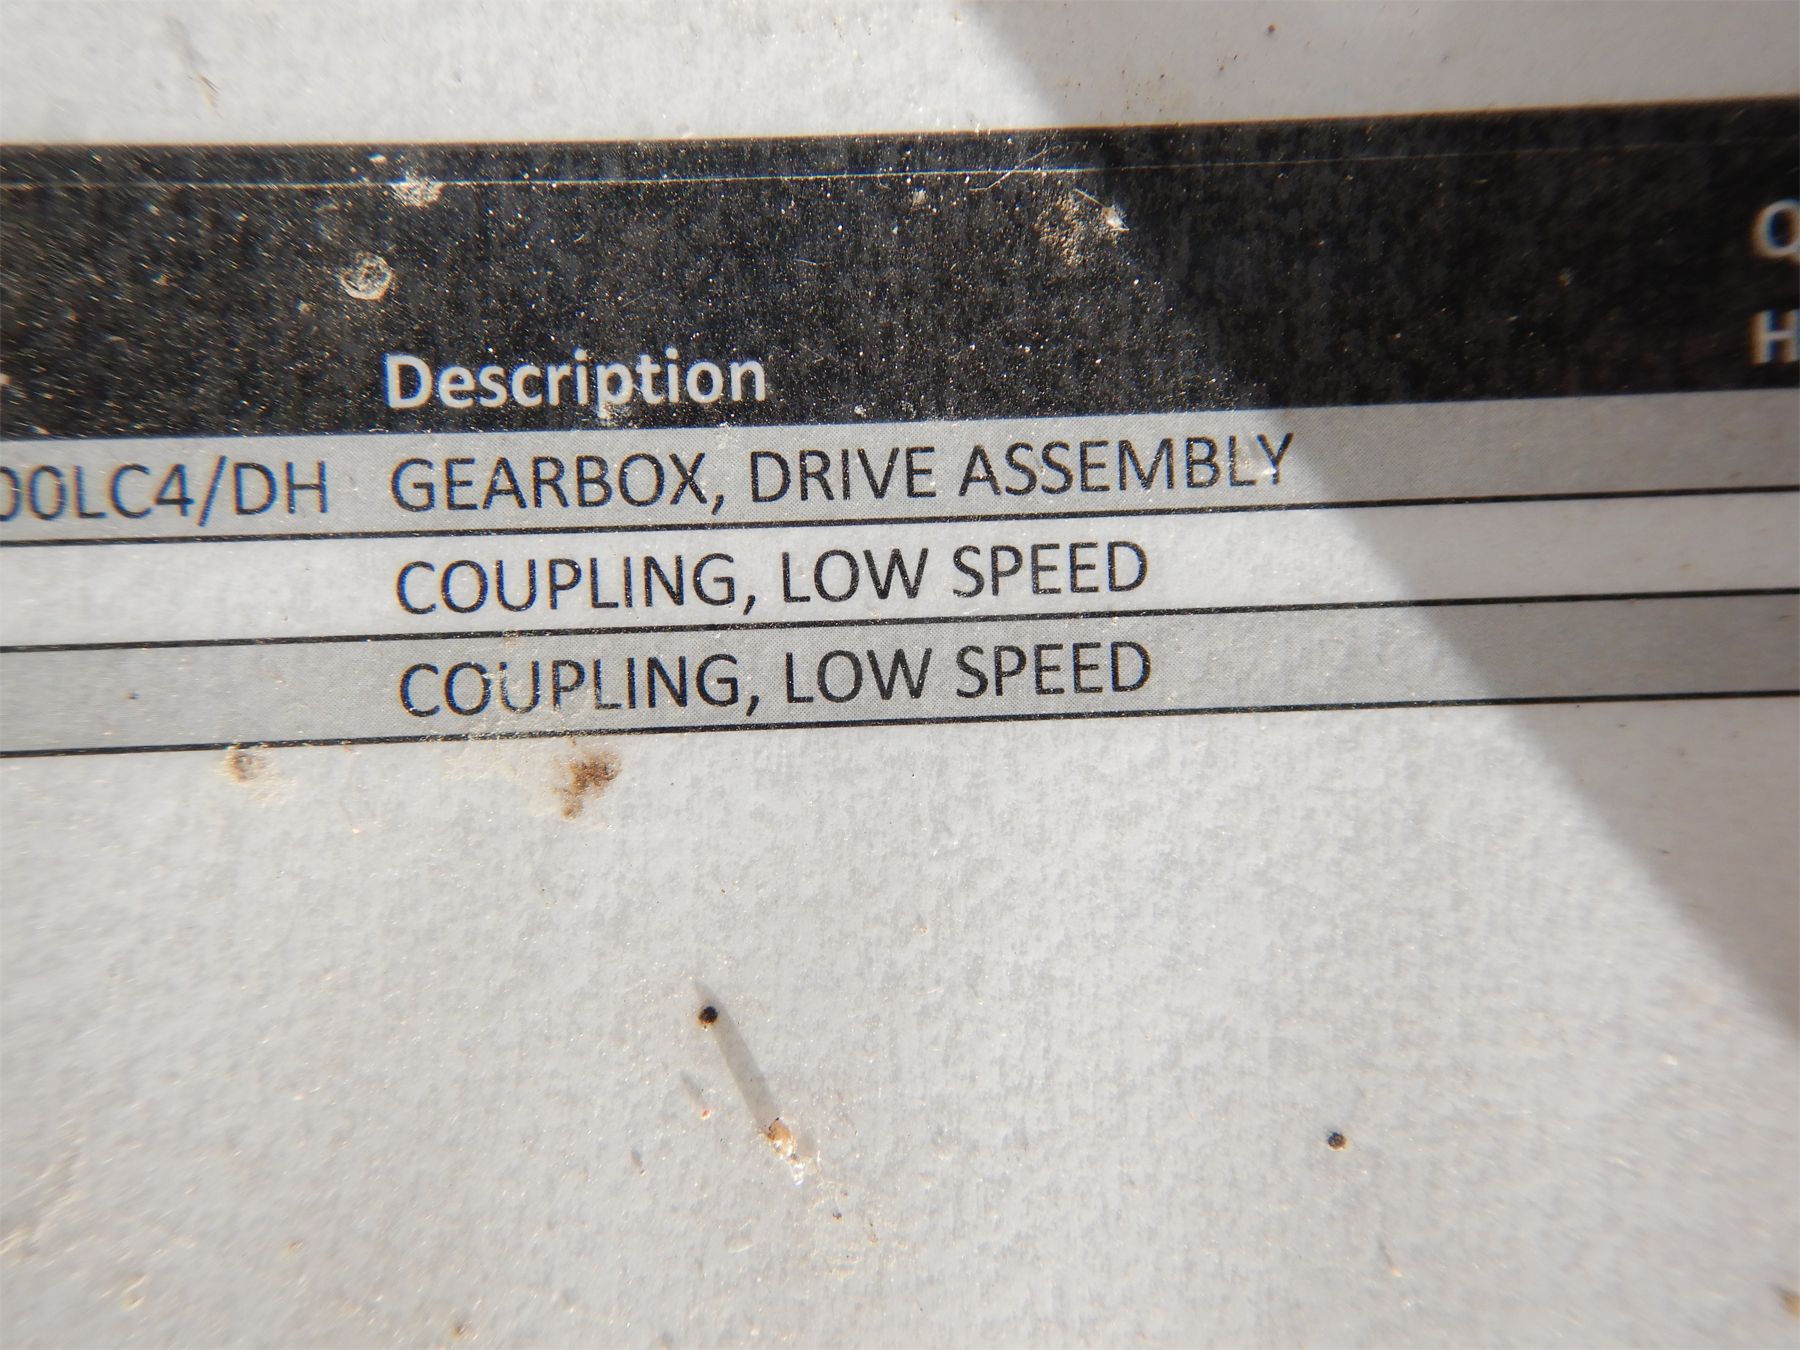 Q
H
Description
00LC4/DH GEARBOX, DRIVE ASSEMBLY
COUPLING, LOW SPEED
COUPLING, LOW SPEED